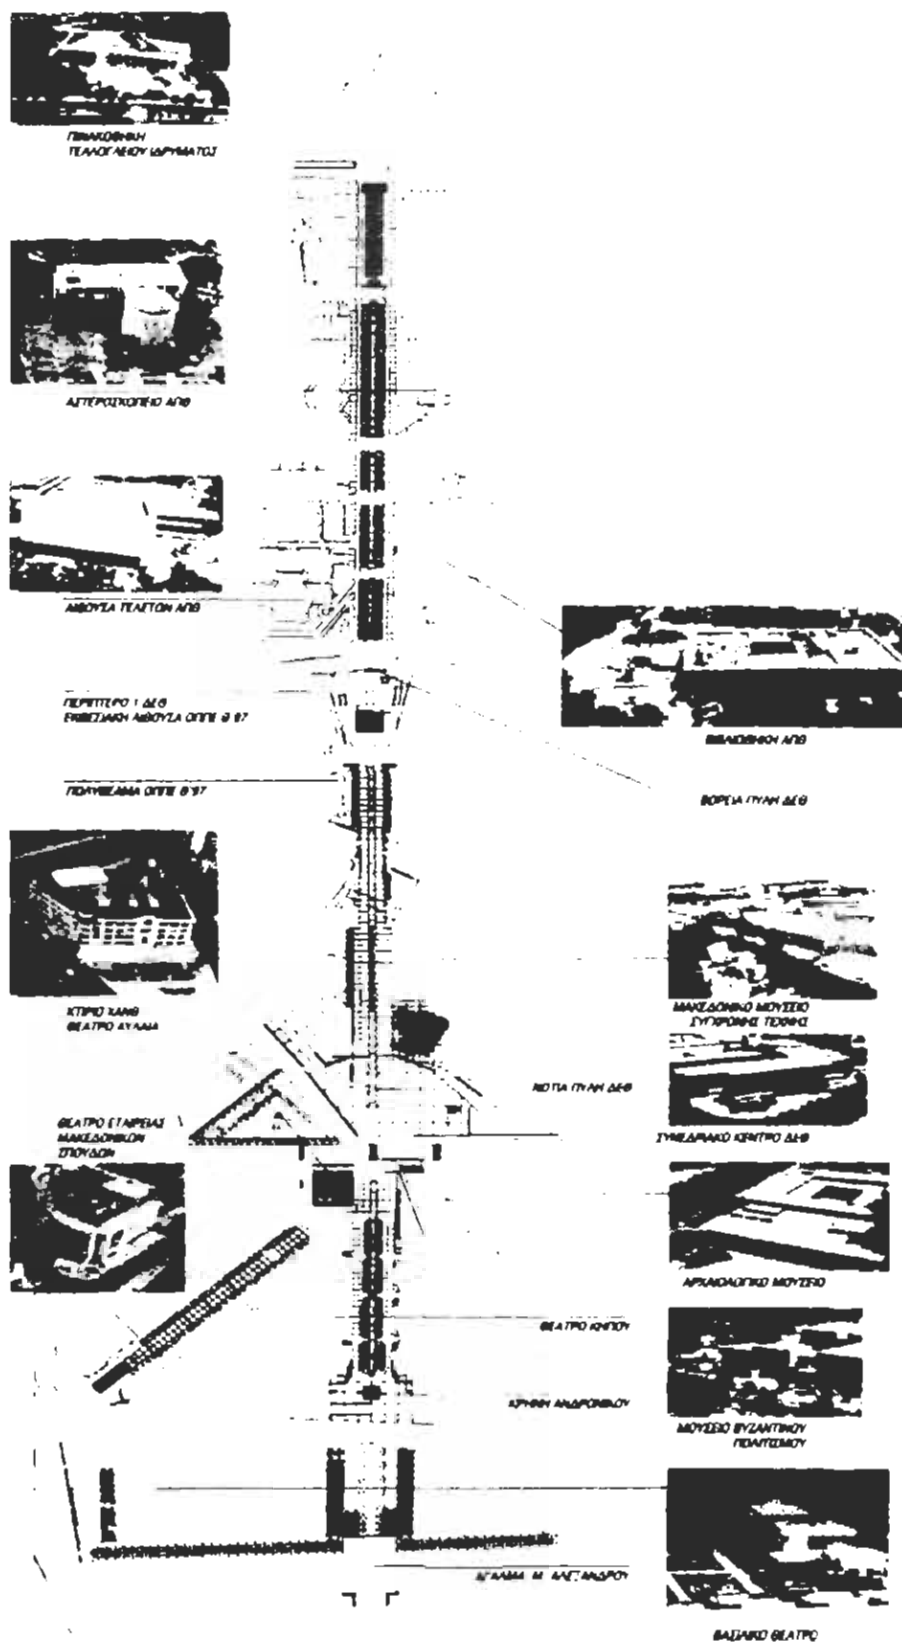 ΠΙΝΑΚΟΘΗΚΗ
ΤΕΛΛΟΓΛΕΙΟΥ ΙΔΡΥΜΑΤΟΣ
ΑΣΤΕΡΟΣΚΟΠΕΙΟ ΑΠΘ
ΑΙΘΟΥΣΑ ΤΕΛΕΤΩΝ ΑΠΘ
ΠΕΡΙΠΤΕΡΟ 1 ΔΕΘ
ΕΚΘΕΣΙΑΚΗ ΑΙΘΟΥΣΑ ΟΠΠΕ Θ '97
ΒΙΒΛΙΟΘΗΚΗ ΑΠΘ
ΠΟΛΥΘΕΑΜΑ ΟΠΠΕ Θ '97
ΒΟΡΕΙΑ ΠΥΛΗ ΔΕΘ
ΚΤΙΡΙΟ ΧΑΝΘ
ΘΕΑΤΡΟ ΑΥΛΑΙΑ
ΜΑΚΕΔΟΝΙΚΟ ΜΟΥΣΕΙΟ
ΣΥΓΧΡΟΝΗΣ ΤΕΧΝΗΣ
ΝΟΤΙΑ ΠΥΛΗ ΔΕΘ
ΘΕΑΤΡΟ ΕΤΑΙΡΕΙΑΣ
ΜΑΚΕΔΟΝΙΚΩΝ
ΣΠΟΥΔΩΝ
ΣΥΝΕΔΡΙΑΚΟ ΚΕΝΤΡΟ ΔΕΘ
ΑΡΧΑΙΟΛΟΓΙΚΟ ΜΟΥΣΕΙΟ
ΘΕΑΤΡΟ ΚΗΠΟΥ
ΚΡΗΝΗ ΑΝΔΡΟΝΙΚΟΥ
ΜΟΥΣΕΙΟ ΒΥΖΑΝΤΙΝΟΥ
ΠΟΛΙΤΙΣΜΟΥ
ΑΓΑΛΜΑ Μ. ΑΛΕΞΑΝΔΡΟΥ
ΒΑΣΙΛΙΚΟ ΘΕΑΤΡΟ